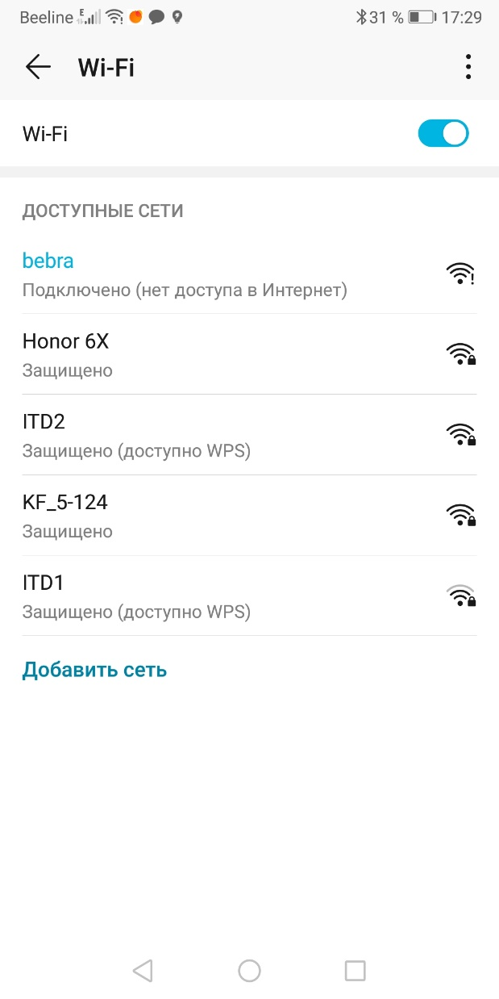 Beeline E 31 % 17:29
Wi-Fi
Wi-Fi
ДОСТУПНЫЕ СЕТИ
bebra
Подключено (нет доступа в Интернет)
Honor 6X
Защищено
ITD2
Защищено (доступно WPS)
KF_5-124
Защищено
ITD1
Защищено (доступно WPS)
Добавить сеть